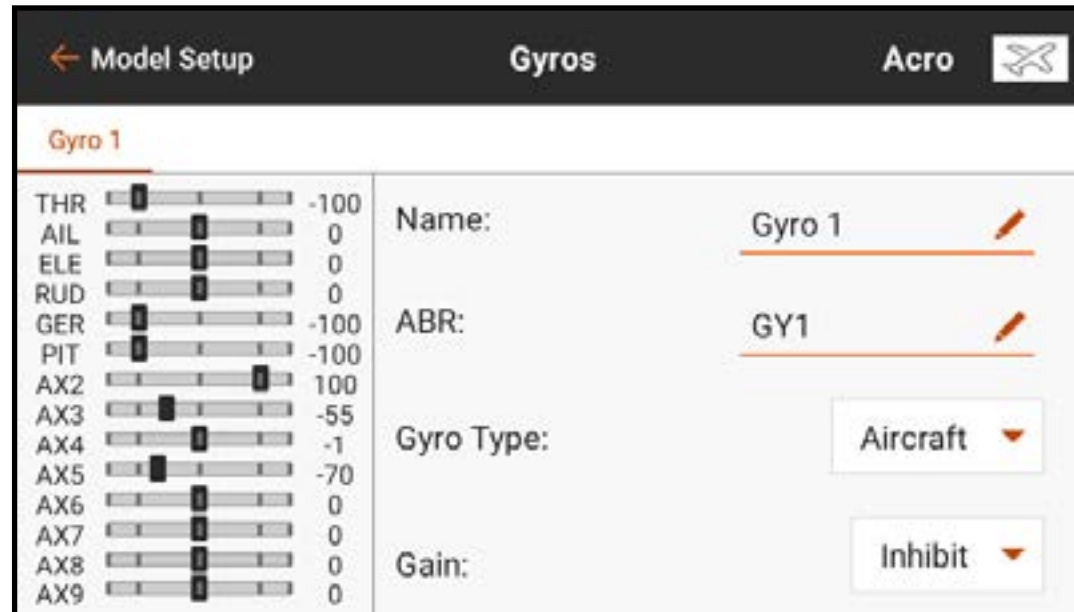 ← Model Setup Gyros Acro
Gyro 1
THR -100
AIL 0
ELE 0
RUD 0
GER -100
PIT -100
AX2 100
AX3 -55
AX4 -1
AX5 -70
AX6 0
AX7 0
AX8 0
AX9 0
Name: Gyro 1
ABR: GY1
Gyro Type: Aircraft
Gain: Inhibit